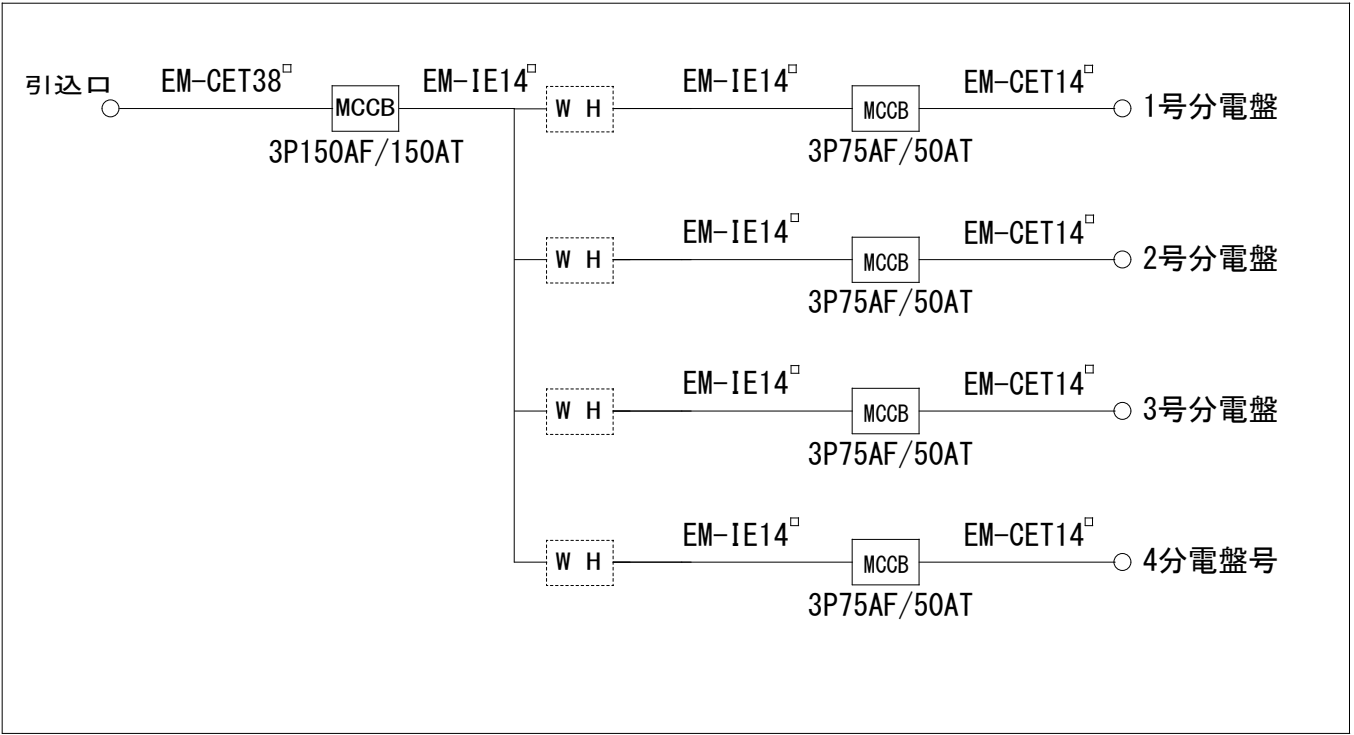 引込口
EM-CET38□
MCCB
3P150AF/150AT
EM-IE14□
W H
EM-IE14□
MCCB
3P75AF/50AT
EM-CET14□
1号分電盤
W H
EM-IE14□
MCCB
3P75AF/50AT
EM-CET14□
2号分電盤
W H
EM-IE14□
MCCB
3P75AF/50AT
EM-CET14□
3号分電盤
W H
EM-IE14□
MCCB
3P75AF/50AT
EM-CET14□
4分電盤号